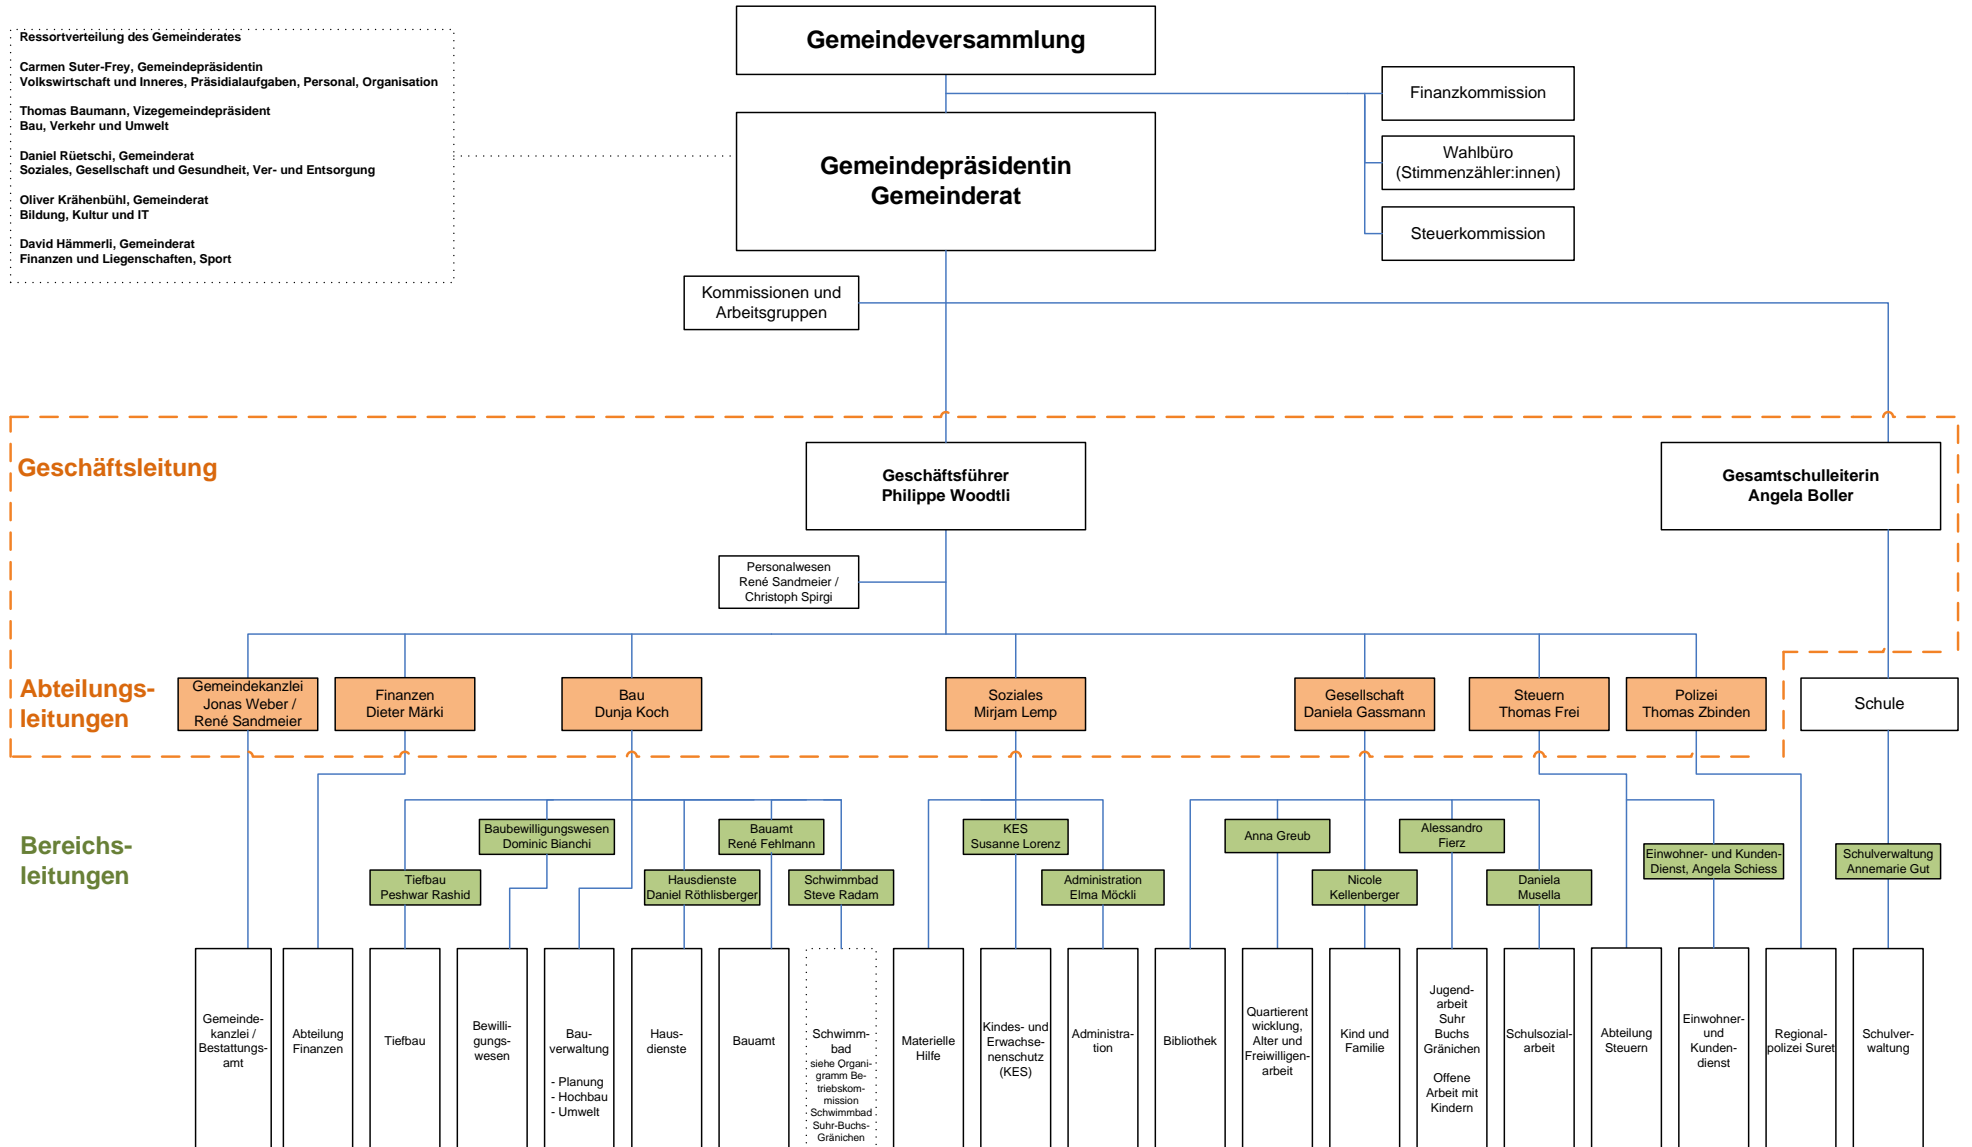 Ressortverteilung des Gemeinderates
Carmen Suter-Frey, Gemeindepräsidentin
Volkswirtschaft und Inneres, Präsidialaufgaben, Personal, Organisation
Thomas Baumann, Vizegemeindepräsident
Bau, Verkehr und Umwelt
Daniel Rüetschi, Gemeinderat
Soziales, Gesellschaft und Gesundheit, Ver- und Entsorgung
Oliver Krähenbühl, Gemeinderat
Bildung, Kultur und IT
David Hämmerli, Gemeinderat
Finanzen und Liegenschaften, Sport
Gemeindeversammlung
Gemeindepräsidentin
Gemeinderat
Finanzkommission
Wahlbüro
(Stimmenzähler:innen)
Steuerkommission
Kommissionen und
Arbeitsgruppen
Geschäftsleitung
Geschäftsführer
Philippe Woodtli
Gesamtschulleiterin
Angela Boller
Personalwesen
René Sandmeier /
Christoph Spirgi
Abteilungs-
leitungen
Gemeindekanzlei
Jonas Weber /
René Sandmeier
Finanzen
Dieter Märki
Bau
Dunja Koch
Soziales
Mirjam Lemp
Gesellschaft
Daniela Gassmann
Steuern
Thomas Frei
Polizei
Thomas Zbinden
Schule
Bereichs-
leitungen
Baubewilligungswesen
Dominic Bianchi
Bauamt
René Fehlmann
KES
Susanne Lorenz
Anna Greub
Alessandro
Fierz
Einwohner- und Kunden-
Dienst, Angela Schiess
Schulverwaltung
Annemarie Gut
Tiefbau
Peshwar Rashid
Hausdienste
Daniel Röthlisberger
Schwimmbad
Steve Radam
Administration
Elma Möckli
Nicole
Kellenberger
Daniela
Musella
Gemeinde-
kanzlei /
Bestattungs-
amt
Abteilung
Finanzen
Tiefbau
Bewilli-
gungs-
wesen
Bau-
verwaltung
- Planung
- Hochbau
- Umwelt
Haus-
dienste
Bauamt
Schwimm-
bad
siehe Organi-
gramm Be-
triebskom-
mission
Schwimmbad
Suhr-Buchs-
Gränichen
Materielle
Hilfe
Kindes- und
Erwachse-
nenschutz
(KES)
Administra-
tion
Bibliothek
Quartierent
wicklung,
Alter und
Freiwilligen-
arbeit
Kind und
Familie
Jugend-
arbeit
Suhr
Buchs
Gränichen
Offene
Arbeit mit
Kindern
Schulsozial-
arbeit
Abteilung
Steuern
Einwohner-
und
Kunden-
dienst
Regional-
polizei Suret
Schulver-
waltung